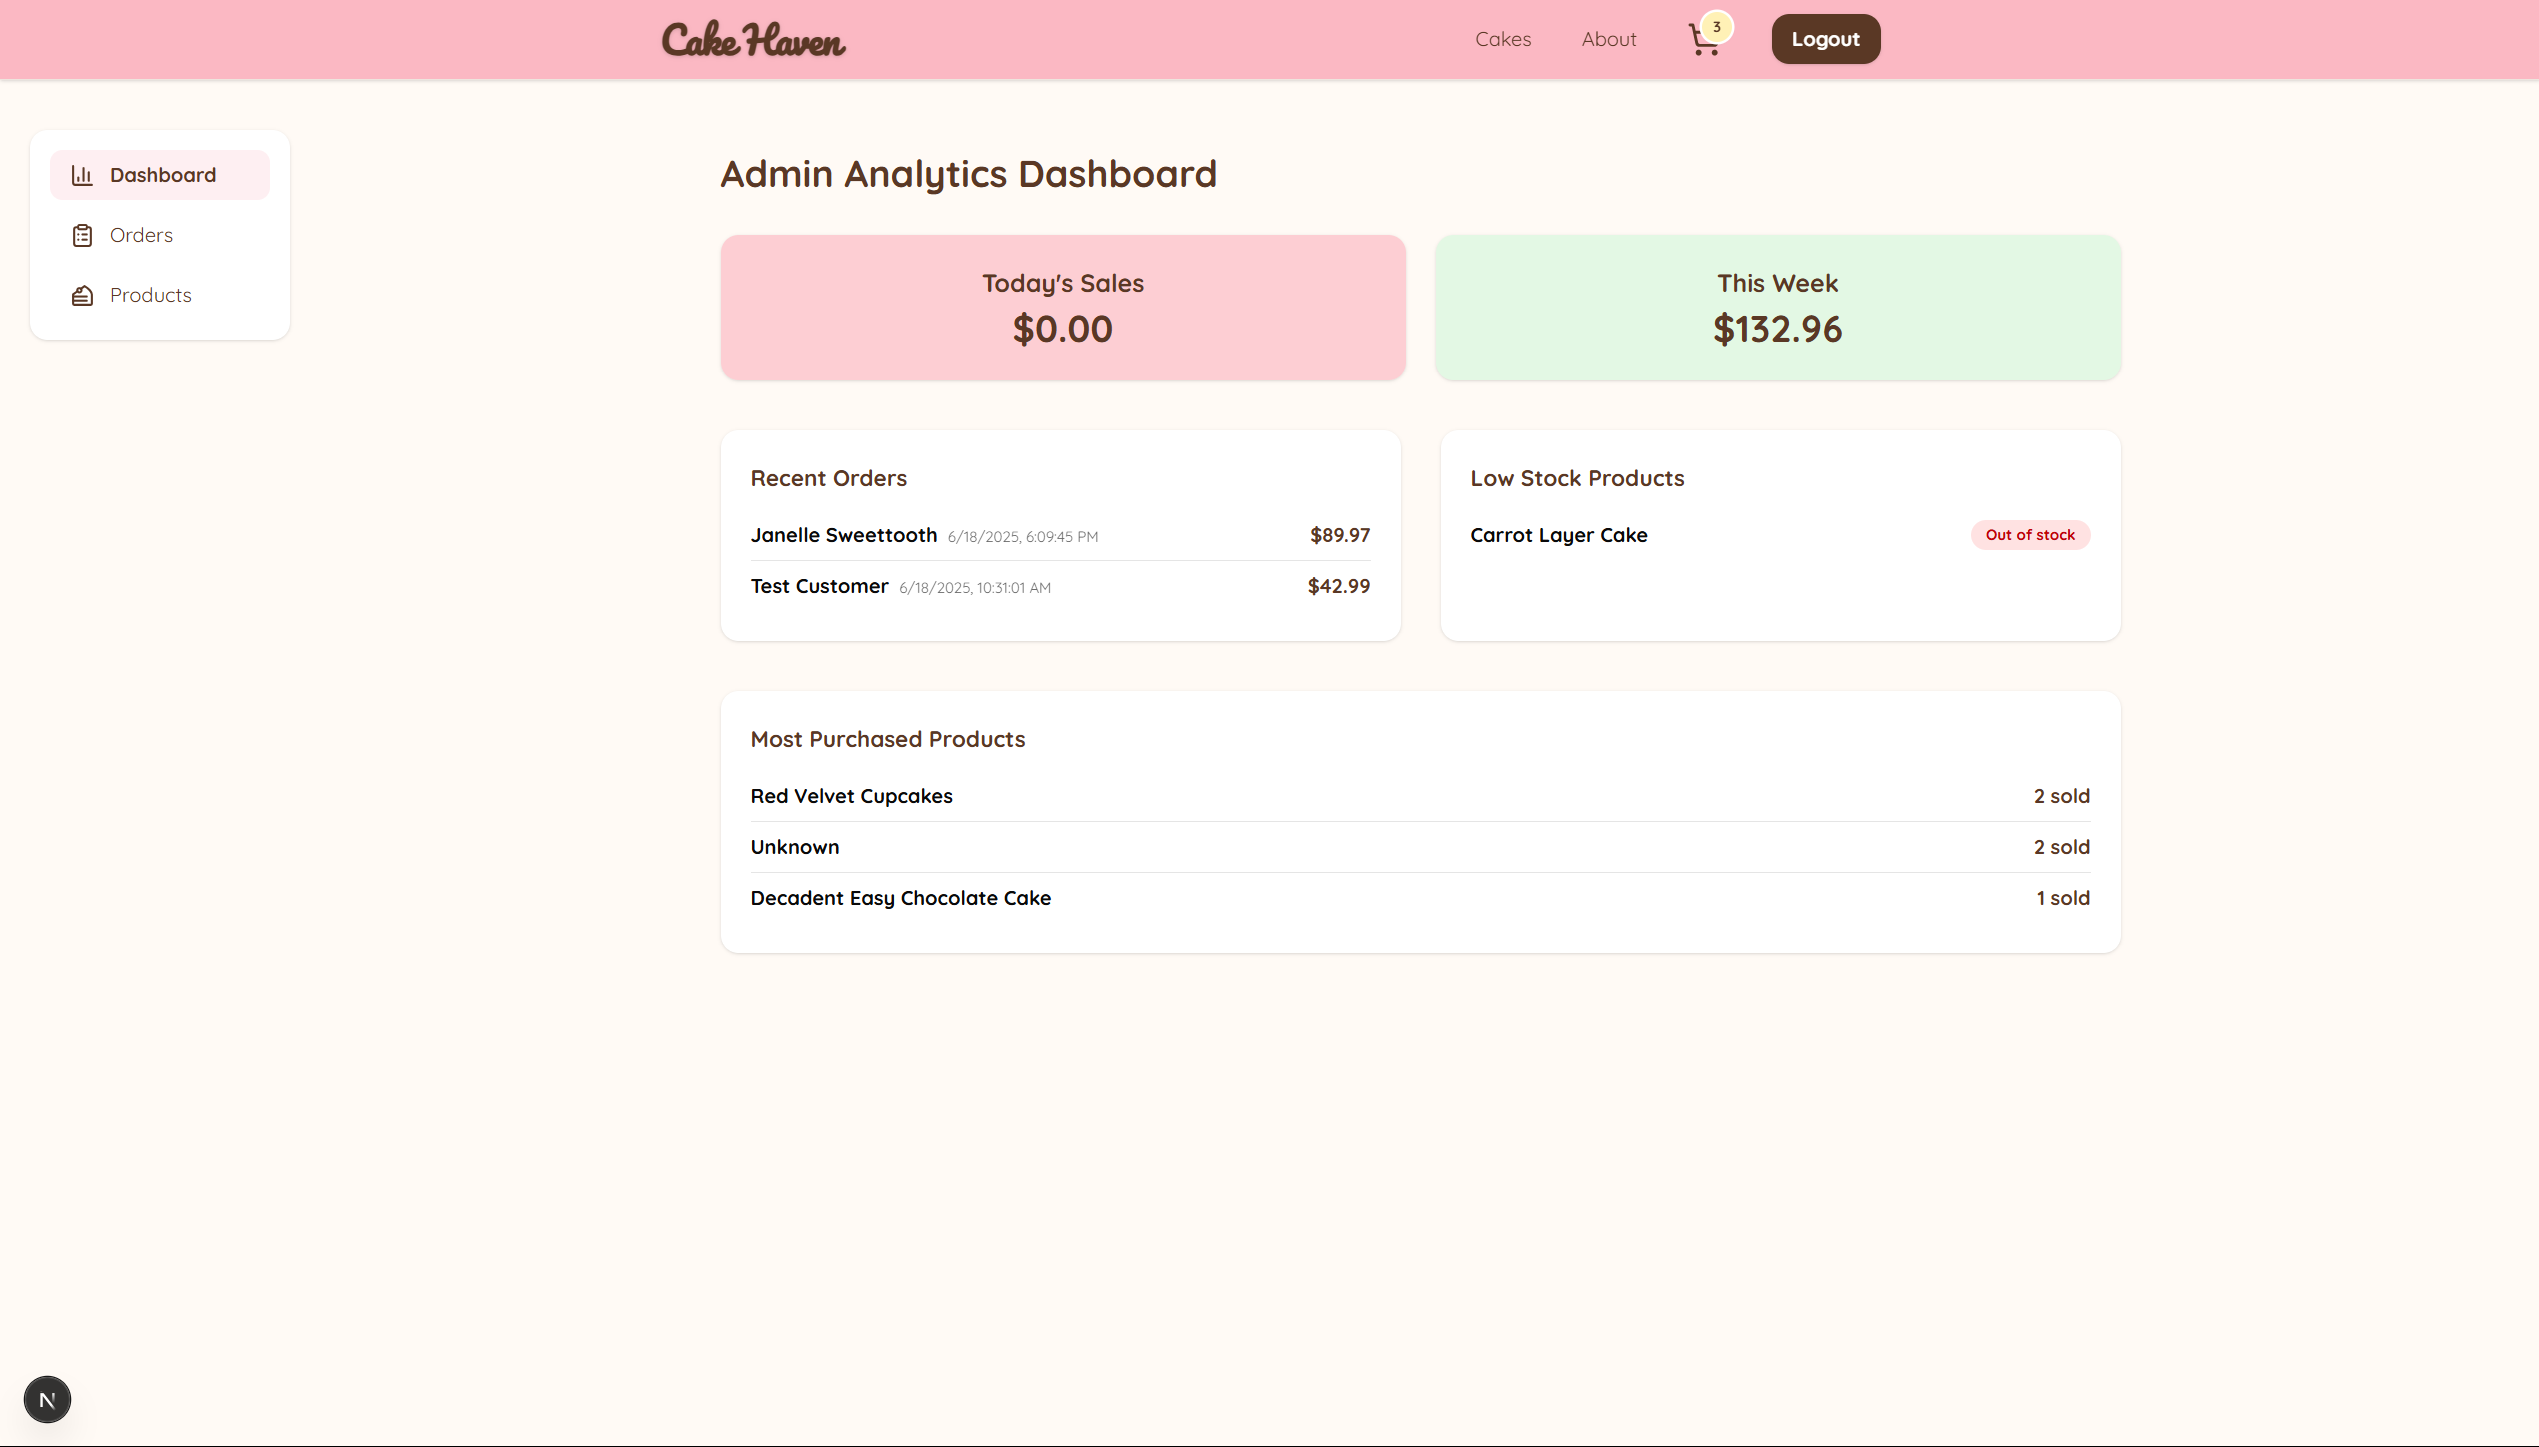 Cake Haven
Cakes
About
3
Logout
Dashboard
Orders
Products
Admin Analytics Dashboard
Today's Sales
$0.00
This Week
$132.96
Recent Orders
Janelle Sweettooth 6/18/2025, 6:09:45 PM $89.97
Test Customer 6/18/2025, 10:31:01 AM $42.99
Low Stock Products
Carrot Layer Cake Out of stock
Most Purchased Products
Red Velvet Cupcakes 2 sold
Unknown 2 sold
Decadent Easy Chocolate Cake 1 sold
N